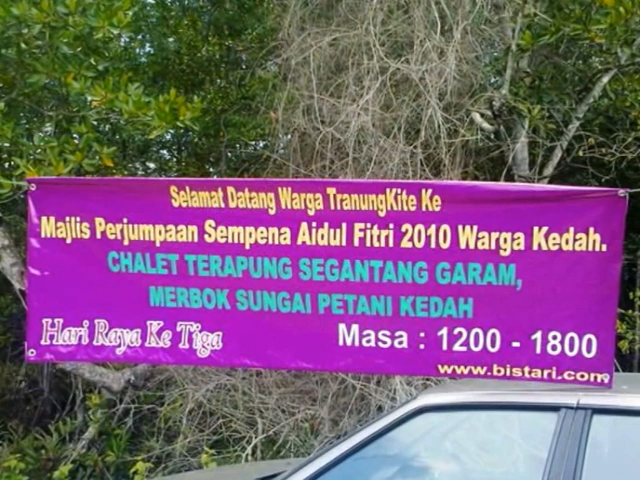 Selamat Datang Warga TranungKite Ke
Majlis Perjumpaan Sempena Aidul Fitri 2010 Warga Kedah.
CHALET TERAPUNG SEGANTANG GARAM,
MERBOK SUNGAI PETANI KEDAH
Hari Raya Ke Tiga
Masa : 1200 - 1800
www.bistari.com